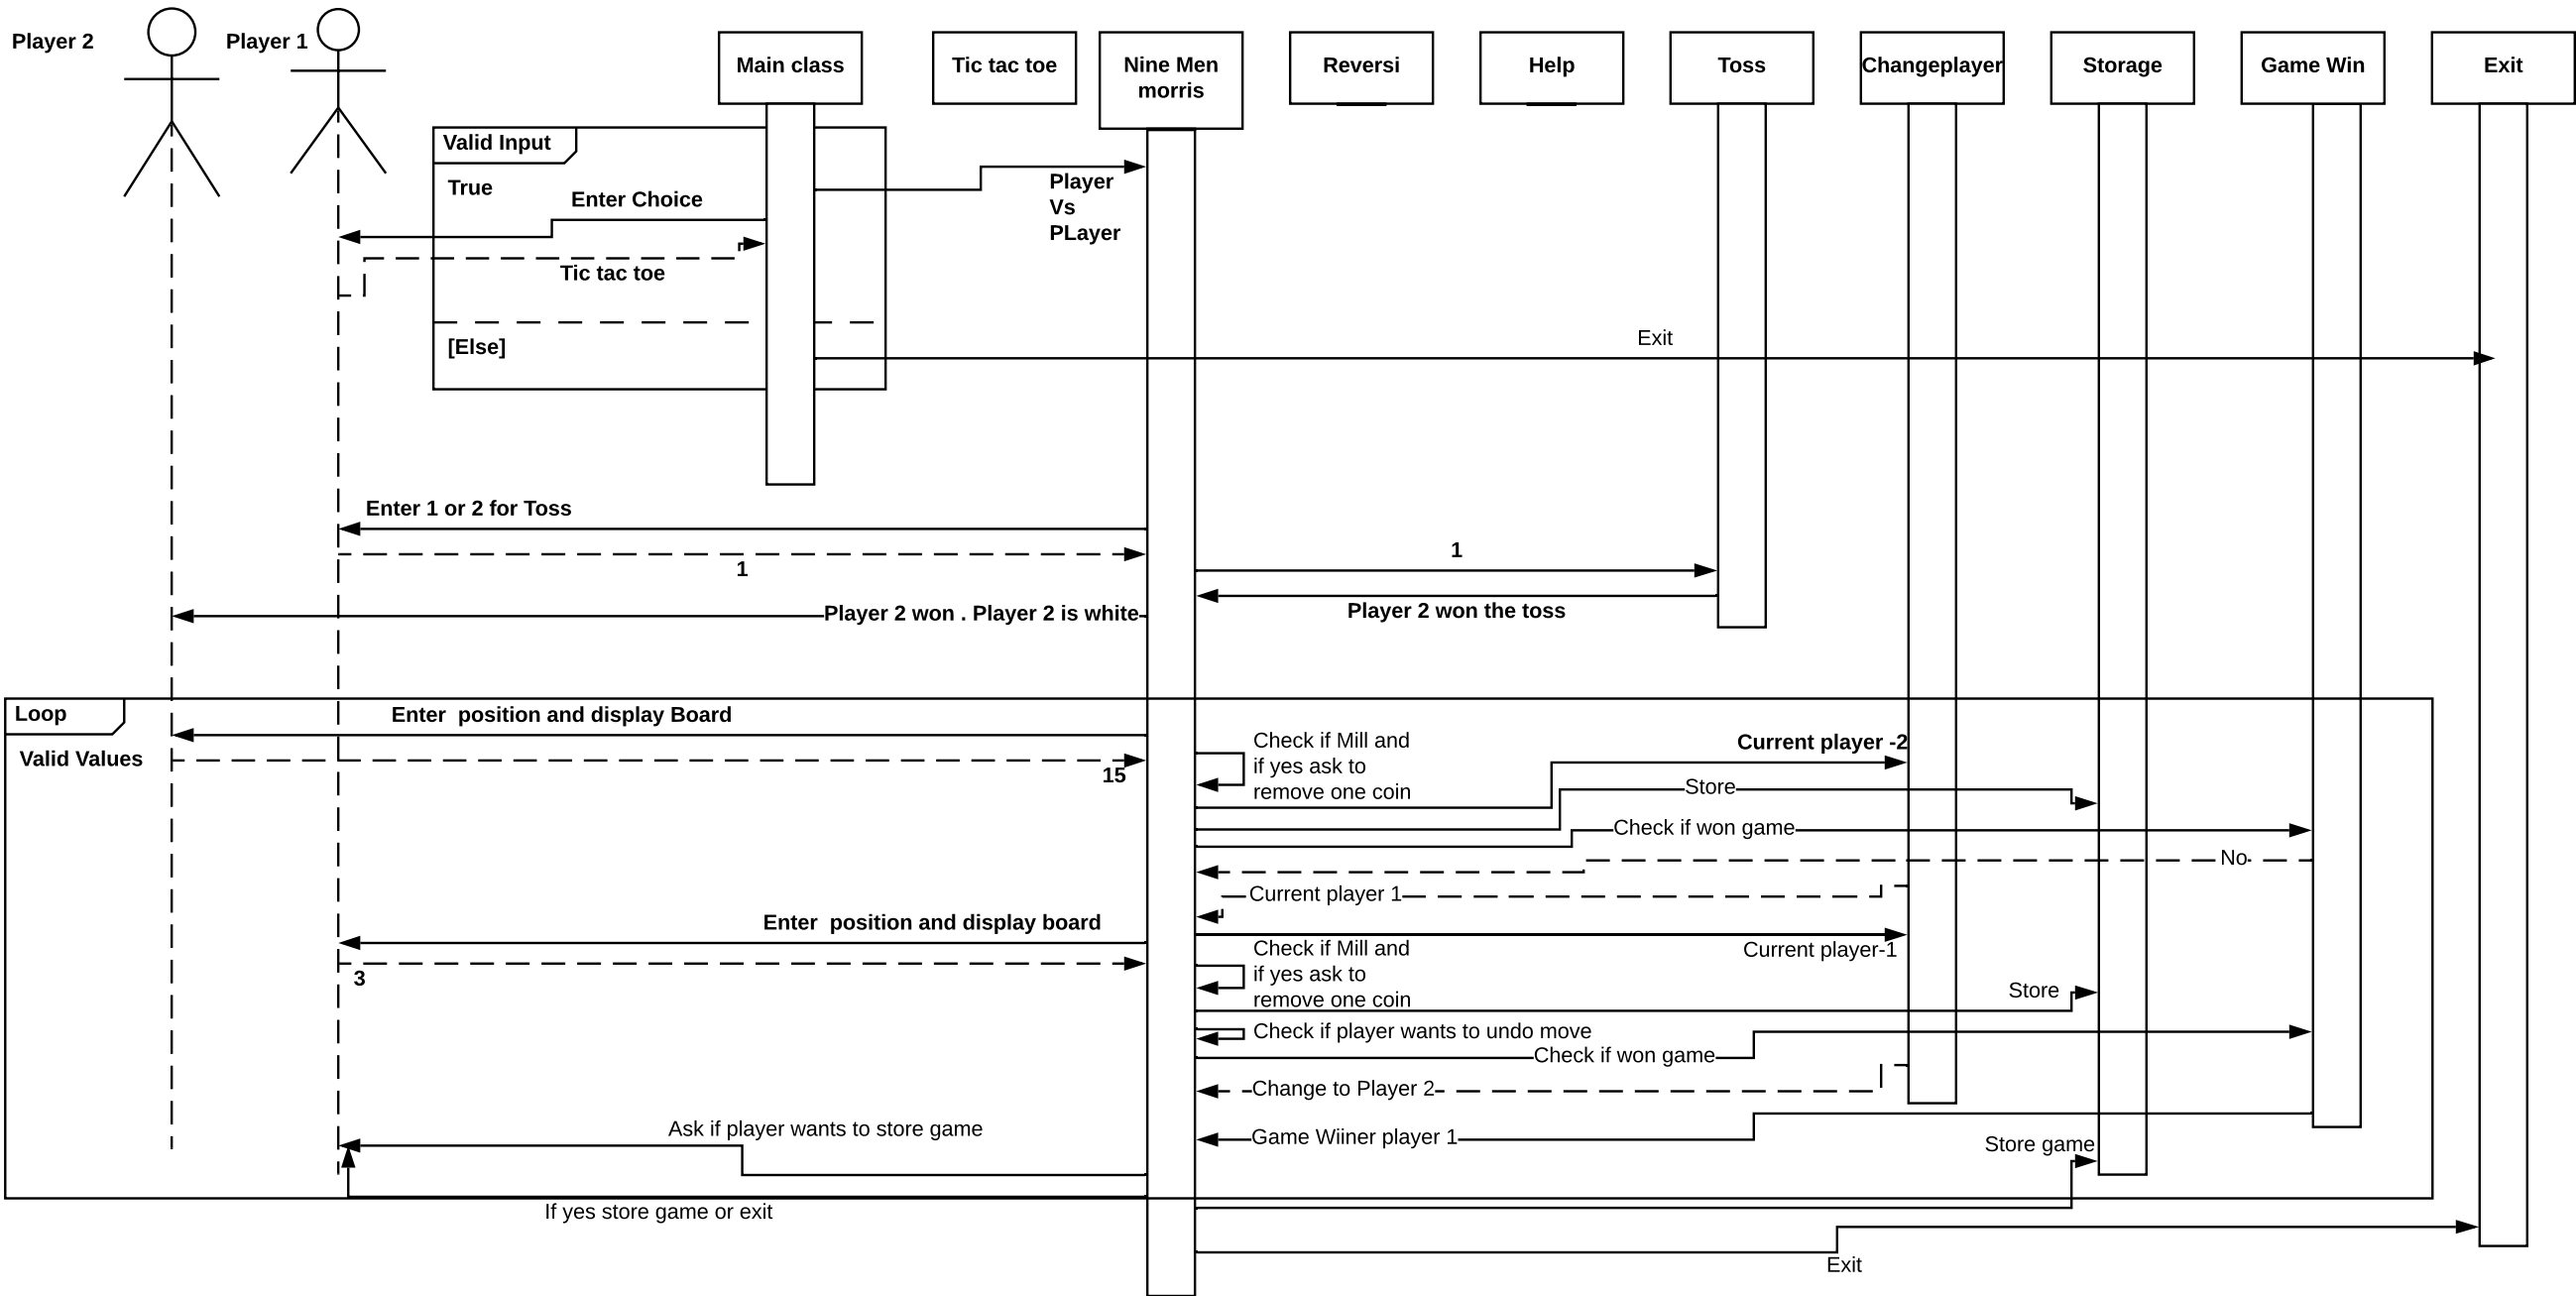 Player 2
Player 1
Main class
Tic tac toe
Nine Men
morris
Reversi
Help
Toss
Changeplayer
Storage
Game Win
Exit
Valid Input
True
Enter Choice
Tic tac toe
Player
Vs
PLayer
[Else]
Exit
Enter 1 or 2 for Toss
1
1
Player 2 won the toss
Player 2 won . Player 2 is white
Loop
Valid Values
Enter  position and display Board
15
Check if Mill and
if yes ask to
remove one coin
Current player -2
Store
Check if won game
No
Current player 1
Enter  position and display board
3
Current player-1
Check if Mill and
if yes ask to
remove one coin
Store
Check if player wants to undo move
Check if won game
Change to Player 2
Ask if player wants to store game
Game Wiiner player 1
Store game
If yes store game or exit
Exit